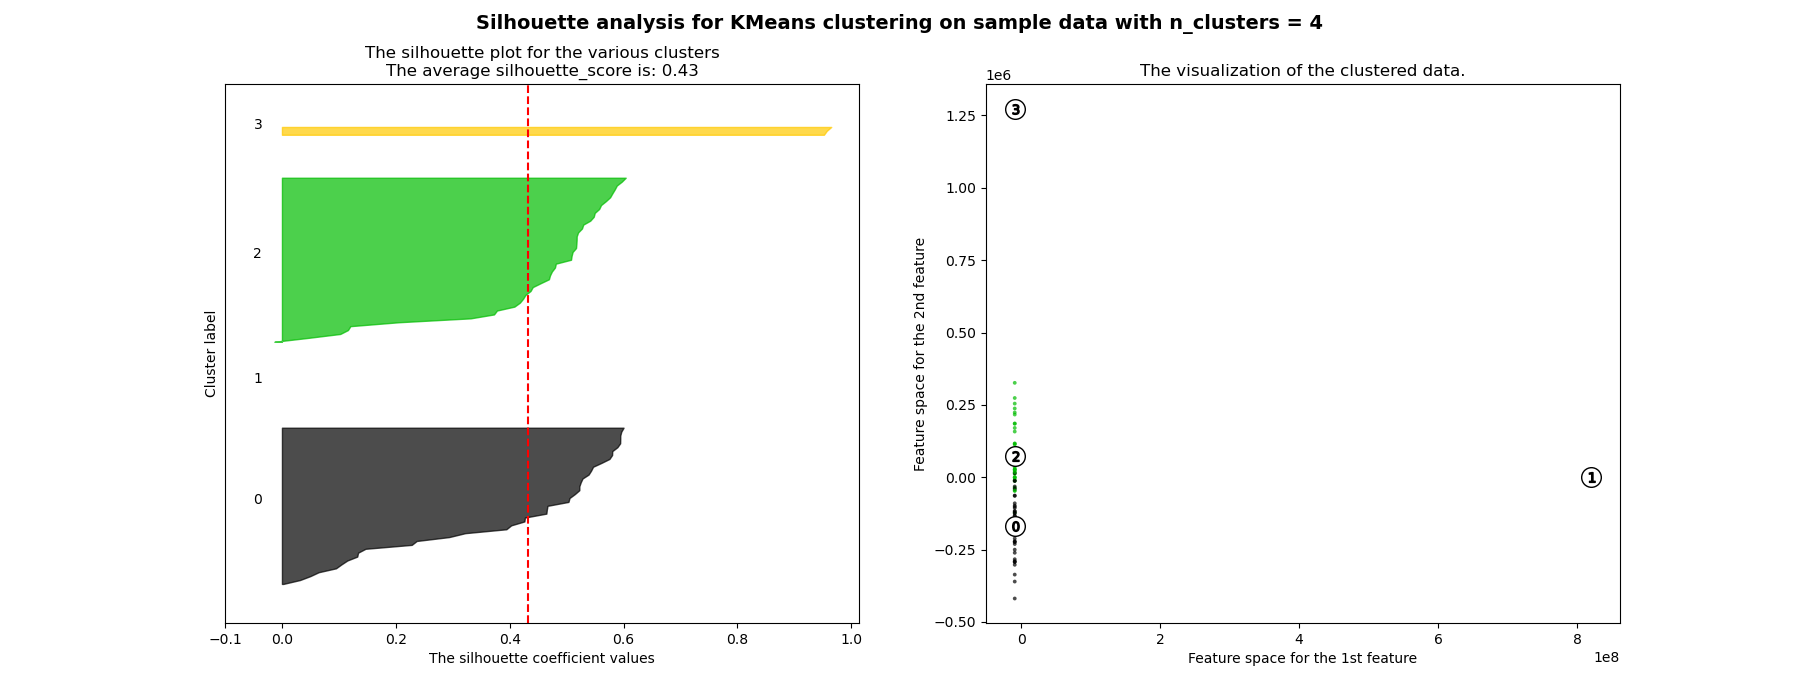 Silhouette analysis for KMeans clustering on sample data with n_clusters = 4
The silhouette plot for the various clusters
The average silhouette_score is: 0.43
Cluster label
3
2
1
0
−0.1
0.0
0.2
0.4
0.6
0.8
1.0
The silhouette coefficient values
The visualization of the clustered data.
1e6
Feature space for the 2nd feature
1.25
1.00
0.75
0.50
0.25
0.00
−0.25
−0.50
3
2
1
0
0
2
4
6
8
1e8
Feature space for the 1st feature